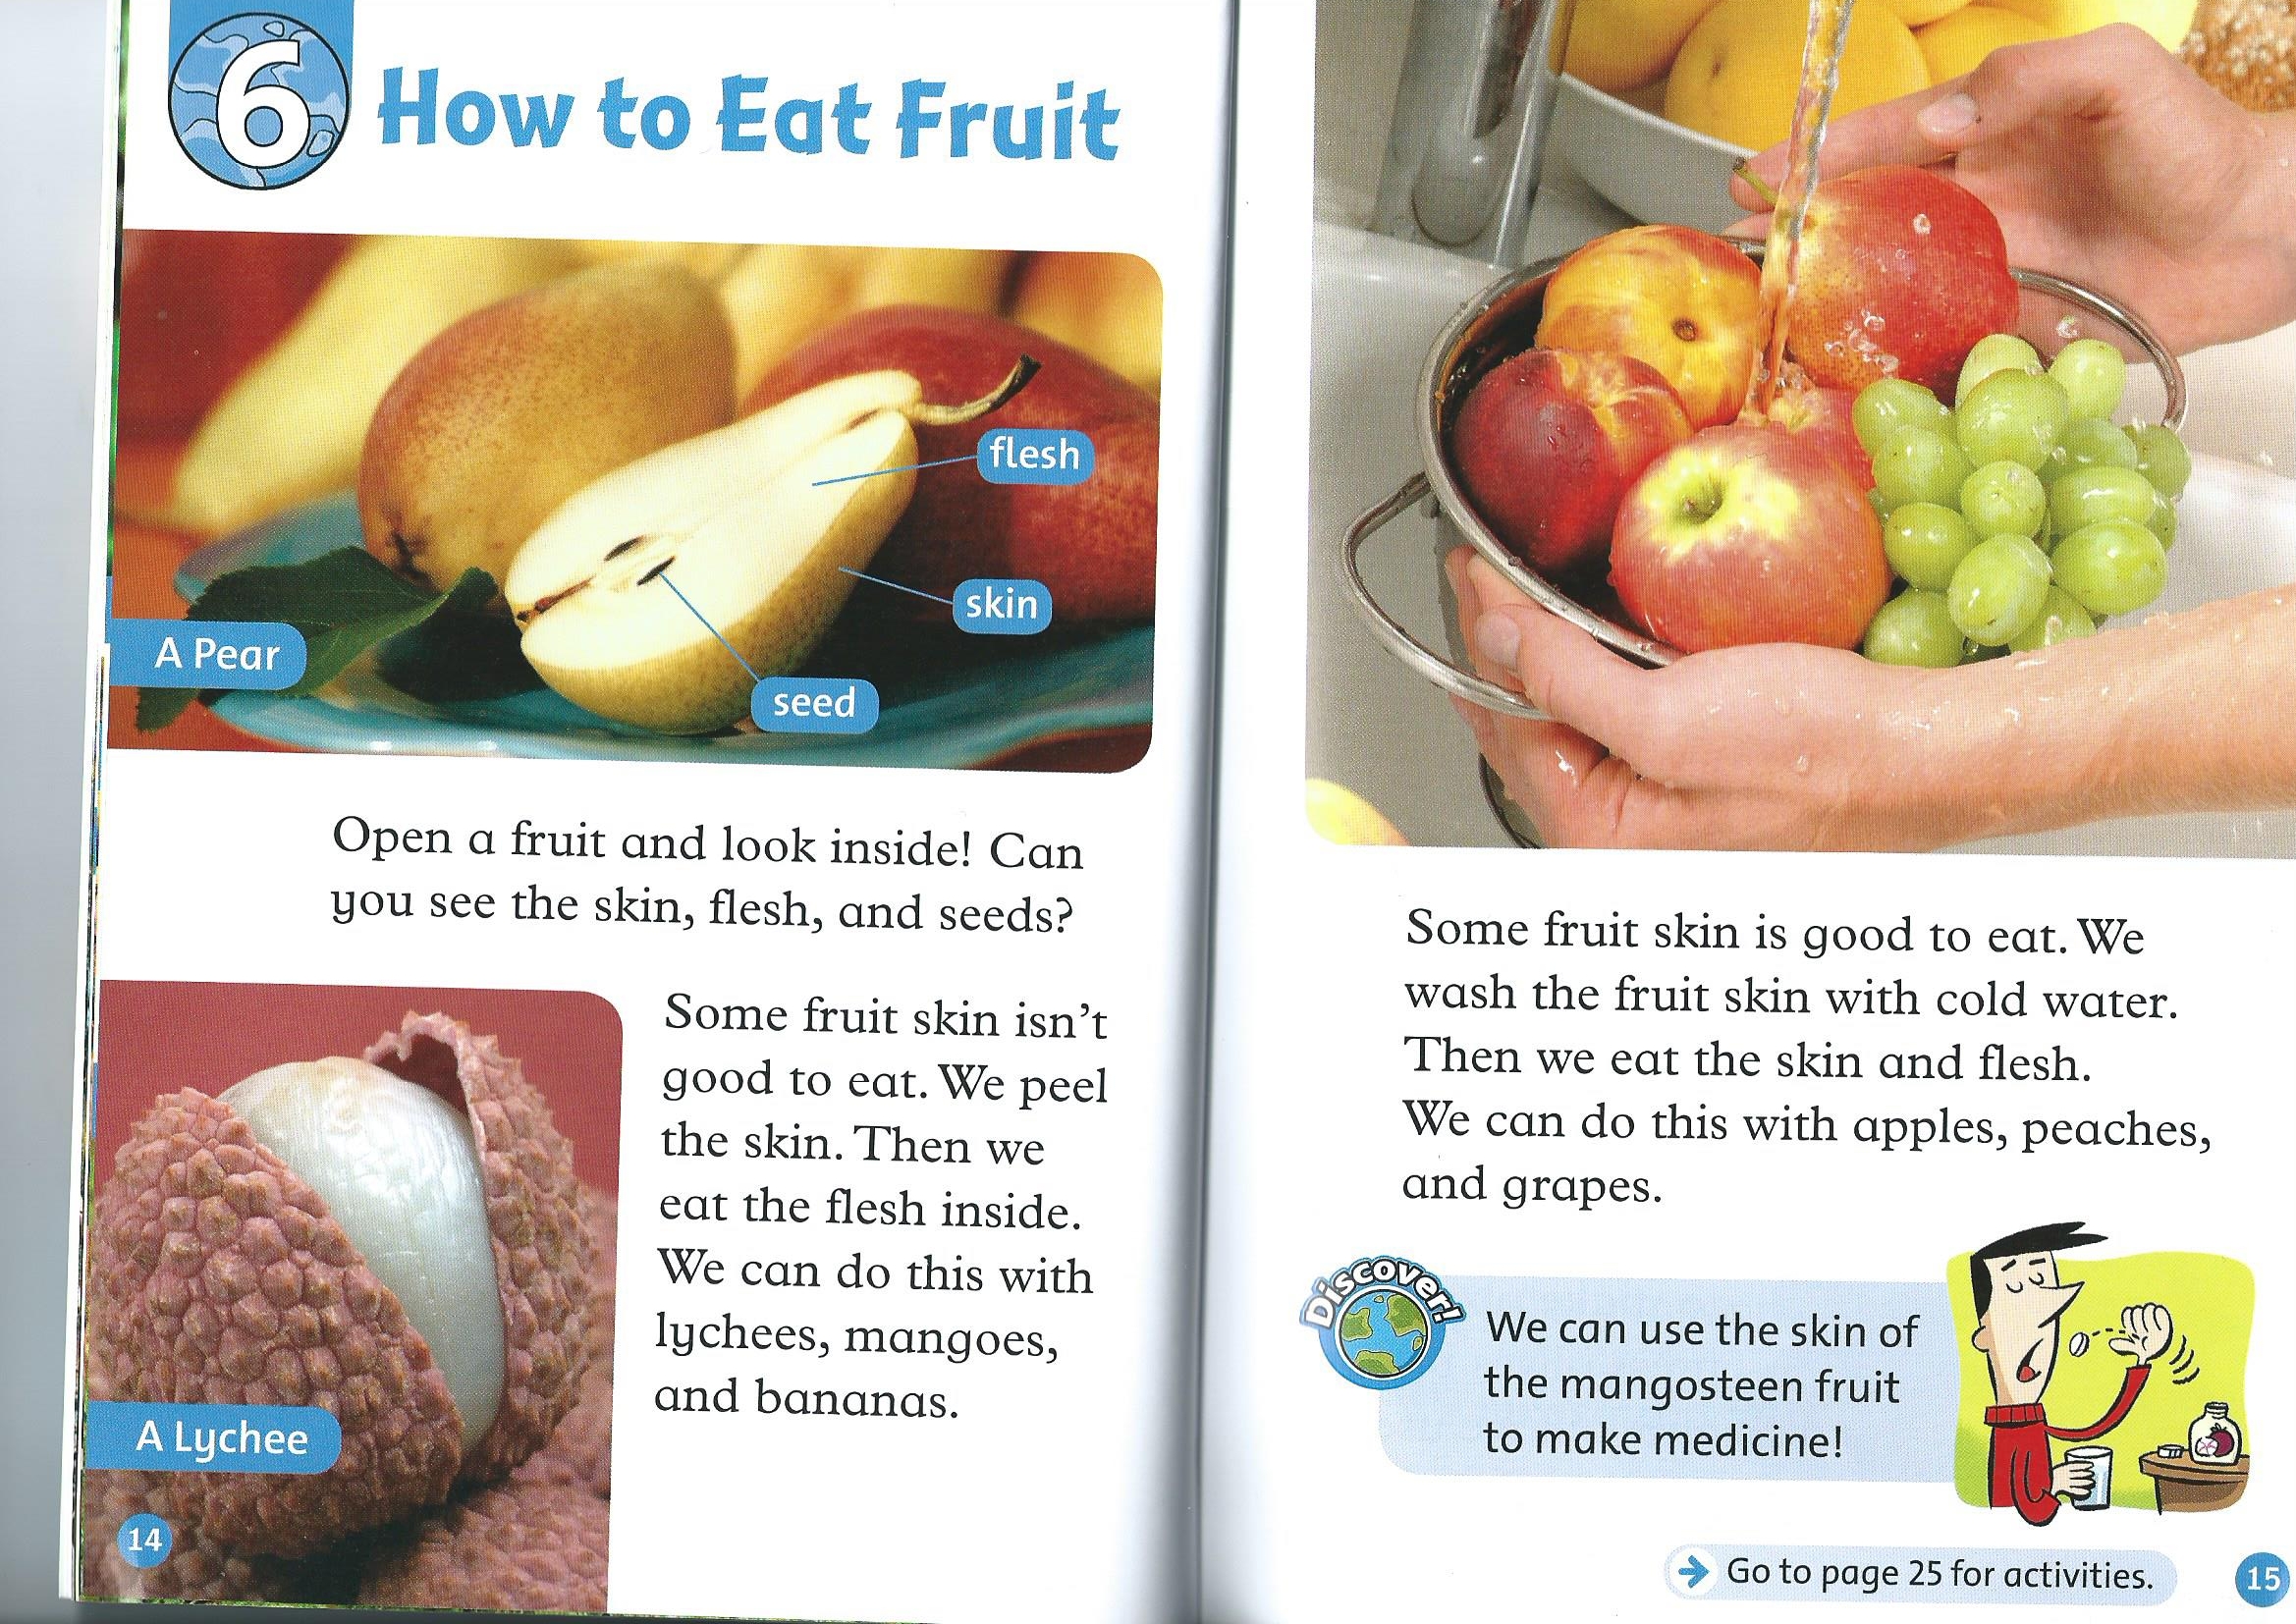 6
How to Eat Fruit
flesh
skin
seed
A Pear
Open a fruit and look inside! Can
you see the skin, flesh, and seeds?
Some fruit skin isn't
good to eat. We peel
the skin. Then we
eat the flesh inside.
We can do this with
lychees, mangoes,
and bananas.
A Lychee
14
Some fruit skin is good to eat. We
wash the fruit skin with cold water.
Then we eat the skin and flesh.
We can do this with apples, peaches,
and grapes.
Discover!
We can use the skin of
the mangosteen fruit
to make medicine!
Go to page 25 for activities.
15